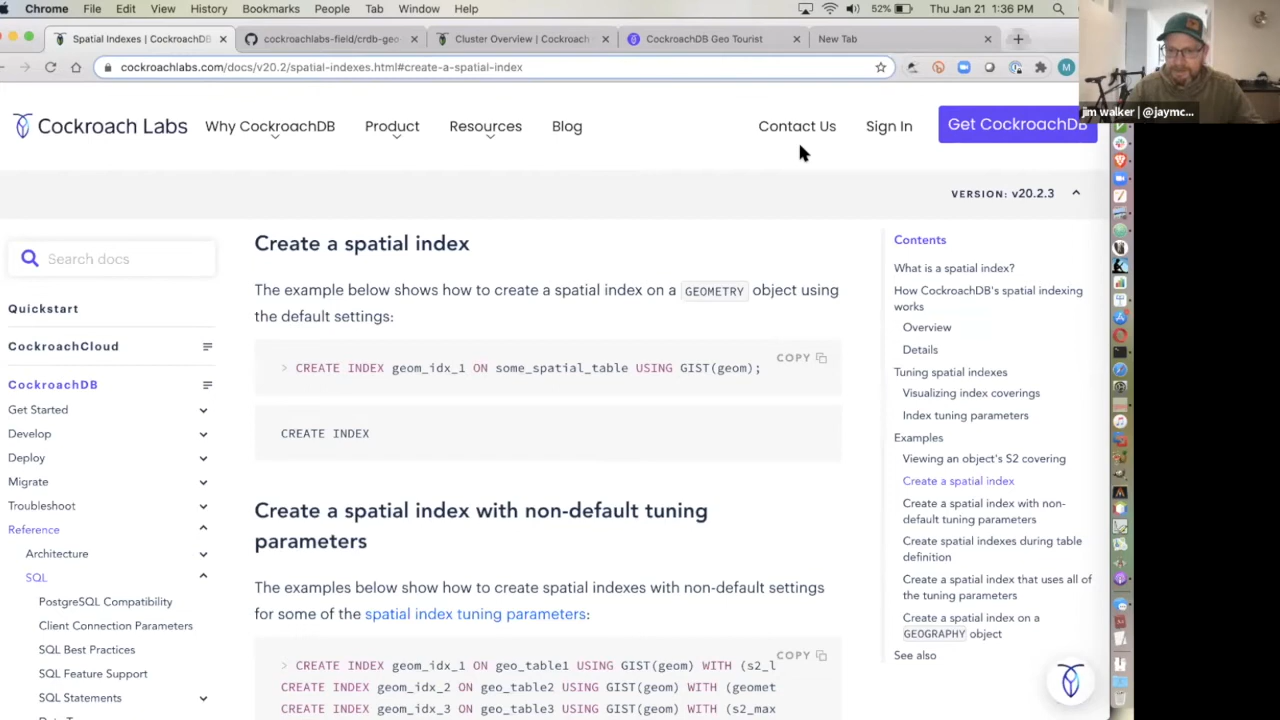 Chrome File Edit View History Bookmarks People Tab Window Help 52% Thu Jan 21 1:36 PM
Spatial Indexes | CockroachDB cockroachlabs-field/crdb-geo Cluster Overview | Cockroach CockroachDB Geo Tourist New Tab
cockroachlabs.com/docs/v20.2/spatial-indexes.html#create-a-spatial-index
M
jim walker | @jaymc...
Cockroach Labs Why CockroachDB Product Resources Blog Contact Us Sign In Get CockroachDB
VERSION: v20.2.3
Search docs
Quickstart
CockroachCloud
CockroachDB
Get Started
Develop
Deploy
Migrate
Troubleshoot
Reference
Architecture
SQL
PostgreSQL Compatibility
Client Connection Parameters
SQL Best Practices
SQL Feature Support
SQL Statements
Create a spatial index
The example below shows how to create a spatial index on a GEOMETRY object using
the default settings:
COPY
> CREATE INDEX geom_idx_1 ON some_spatial_table USING GIST(geom);
CREATE INDEX
Create a spatial index with non-default tuning
parameters
The examples below show how to create spatial indexes with non-default settings
for some of the spatial index tuning parameters:
COPY
> CREATE INDEX geom_idx_1 ON geo_table1 USING GIST(geom) WITH (s2_l
CREATE INDEX geom_idx_2 ON geo_table2 USING GIST(geom) WITH (geomet
CREATE INDEX geom_idx_3 ON geo_table3 USING GIST(geom) WITH (s2_max
Contents
What is a spatial index?
How CockroachDB's spatial indexing
works
Overview
Details
Tuning spatial indexes
Visualizing index coverings
Index tuning parameters
Examples
Viewing an object's S2 covering
Create a spatial index
Create a spatial index with non-
default tuning parameters
Create spatial indexes during table
definition
Create a spatial index that uses all of
the tuning parameters
Create a spatial index on a
GEOGRAPHY object
See also